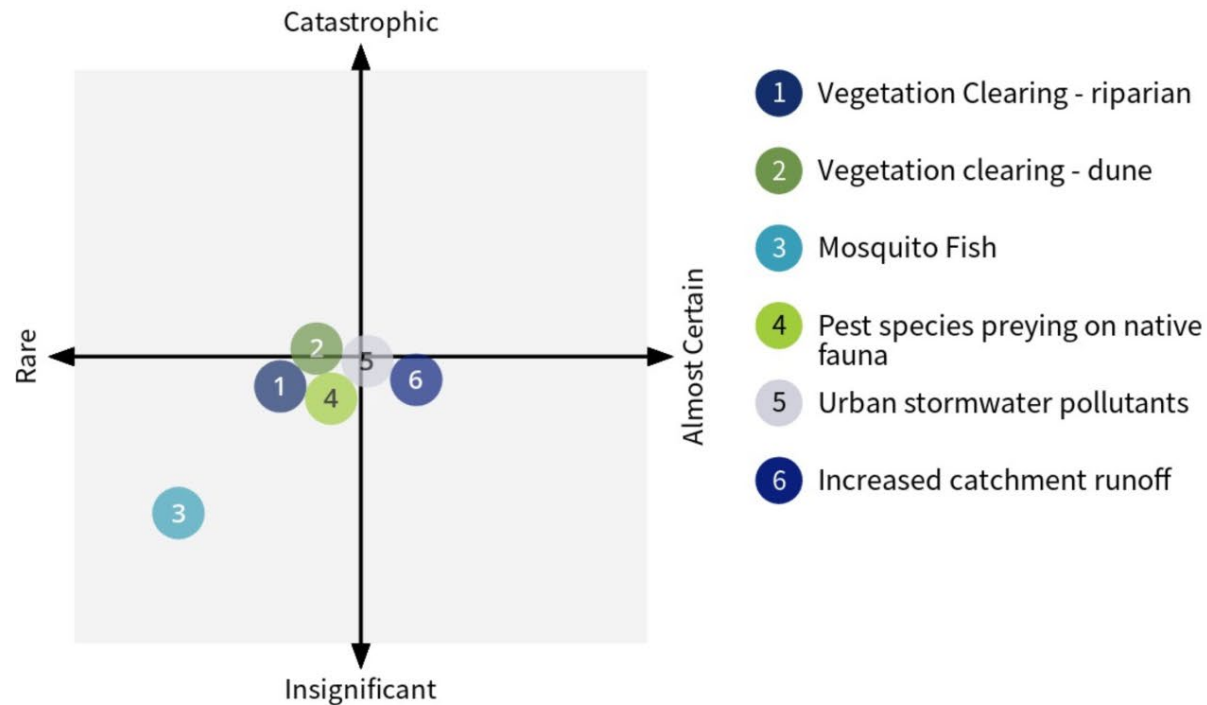 Catastrophic
1 Vegetation Clearing - riparian
2 Vegetation clearing - dune
3 Mosquito Fish
4 Pest species preying on native
fauna
5 Urban stormwater pollutants
6 Increased catchment runoff
Rare
Almost Certain
2
5
1
4
6
3
Insignificant